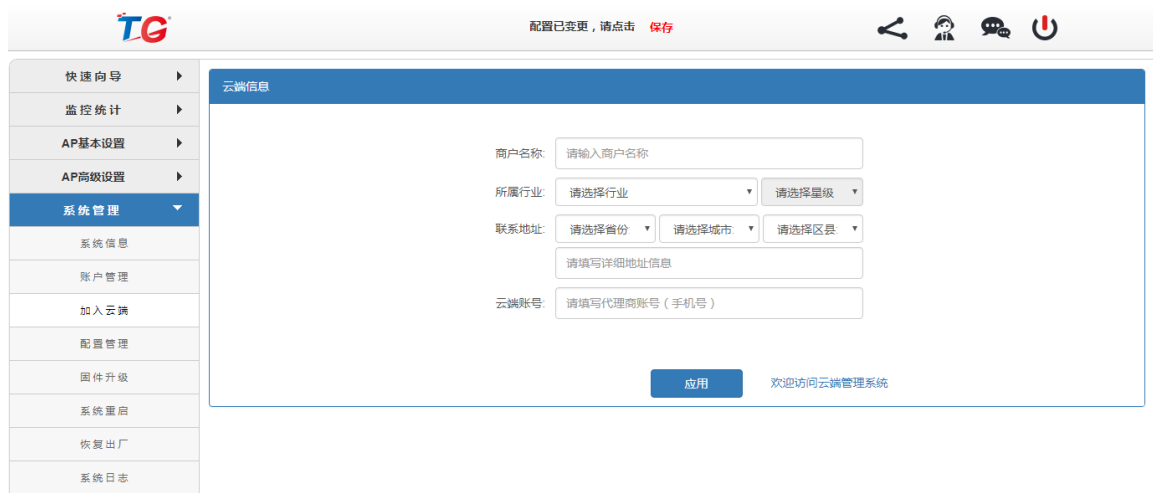 TG
配置已变更，请点击 保存
快速向导
监控统计
AP基本设置
AP高级设置
系统管理
系统信息
账户管理
加入云端
配置管理
固件升级
系统重启
恢复出厂
系统日志
云端信息
商户名称: 请输入商户名称
所属行业: 请选择行业 请选择星级
联系地址: 请选择省份 请选择城市 请选择区县
请填写详细地址信息
云端账号: 请填写代理商账号（手机号）
应用 欢迎访问云端管理系统